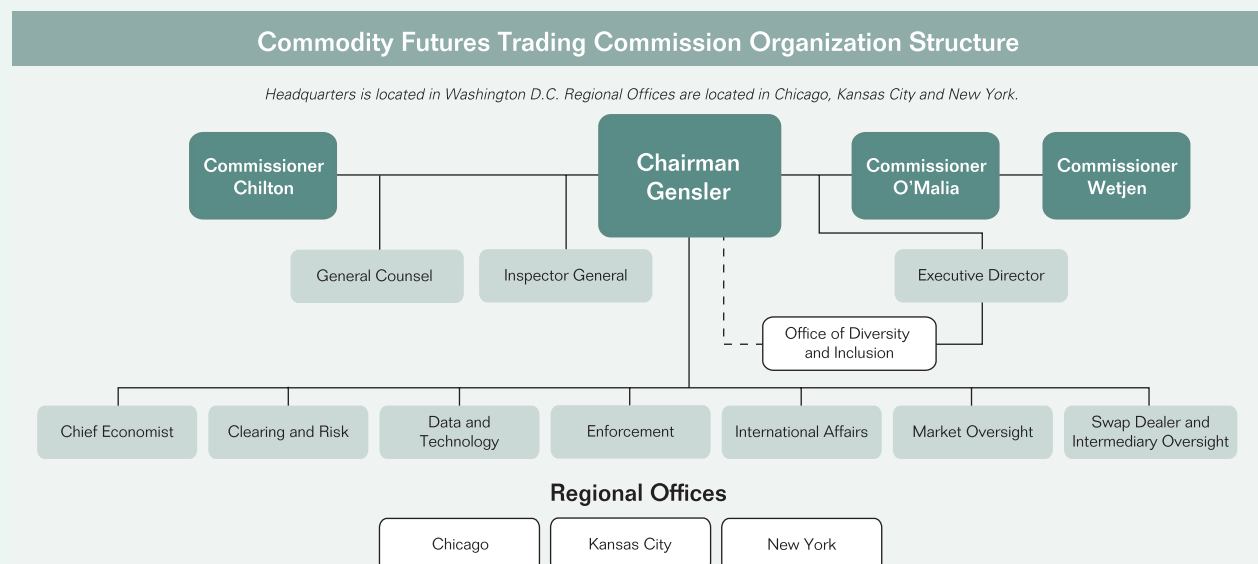 Commodity Futures Trading Commission Organization Structure
Headquarters is located in Washington D.C. Regional Offices are located in Chicago, Kansas City and New York.
Commissioner
Chilton
Chairman
Gensler
Commissioner
O'Malia
Commissioner
Wetjen
General Counsel
Inspector General
Executive Director
Office of Diversity
and Inclusion
Chief Economist
Clearing and Risk
Data and
Technology
Enforcement
International Affairs
Market Oversight
Swap Dealer and
Intermediary Oversight
Regional Offices
Chicago
Kansas City
New York